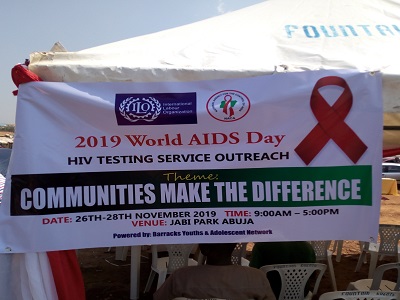 FOUNTAIN
ILO
International
Labour
Organization
2019 World AIDS Day
HIV TESTING SERVICE OUTREACH
Theme:
COMMUNITIES MAKE THE DIFFERENCE
DATE: 26TH-28TH NOVEMBER 2019 TIME: 9:00AM – 5:00PM
VENUE: JABI PARK ABUJA
Powered by: Barracks Youths & Adolescent Network